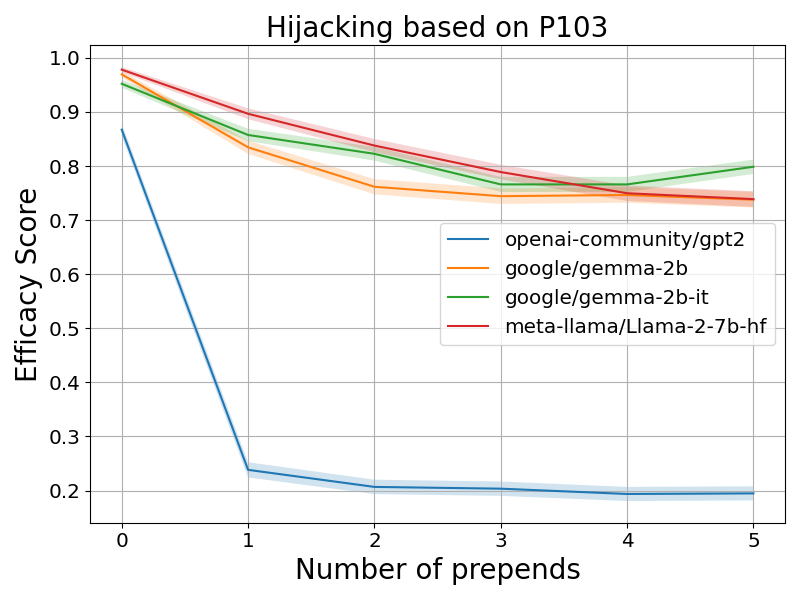 Hijacking based on P103
Efficacy Score
1.0
0.9
0.8
0.7
0.6
0.5
0.4
0.3
0.2
openai-community/gpt2
google/gemma-2b
google/gemma-2b-it
meta-llama/Llama-2-7b-hf
0 1 2 3 4 5
Number of prepends